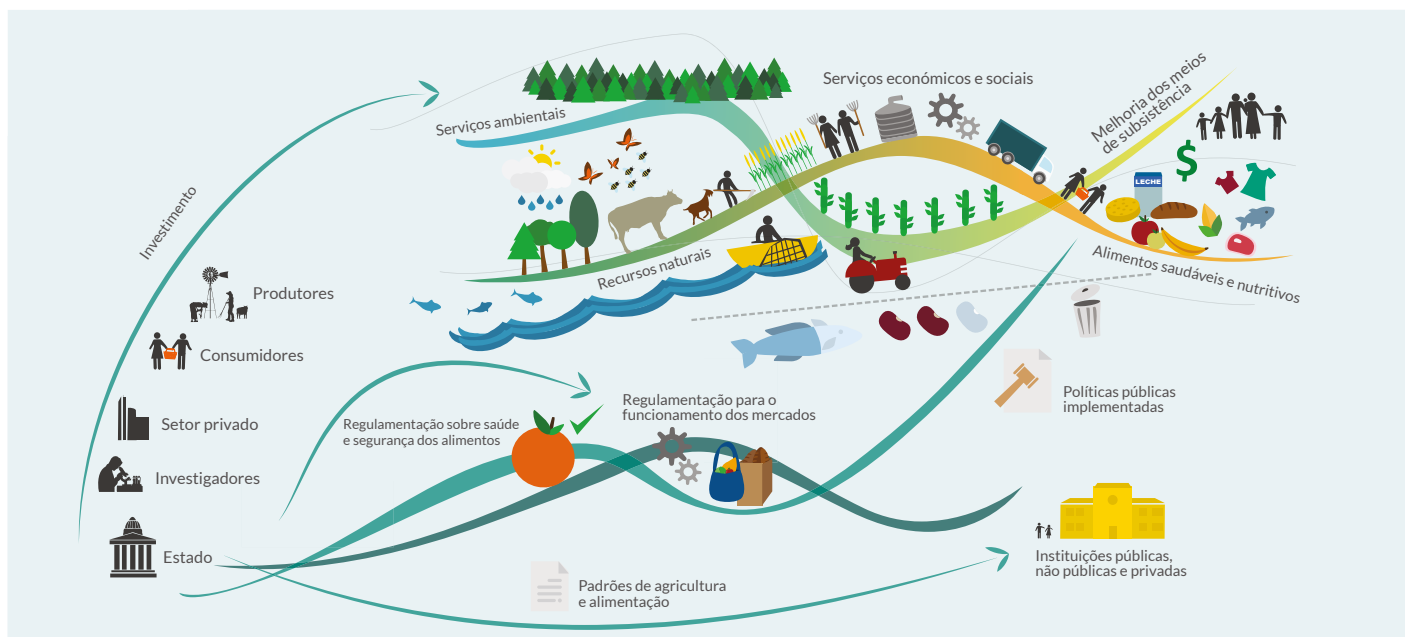 Serviços económicos e sociais
Melhoria dos meios
de subsistência
Serviços ambientais
LECHE
$
Investimento
Recursos naturais
Alimentos saudáveis e nutritivos
Produtores
Consumidores
Setor privado
Investigadores
Estado
Regulamentação sobre saúde
e segurança dos alimentos
Regulamentação para o
funcionamento dos mercados
Políticas públicas
implementadas
Padrões de agricultura
e alimentação
Instituições públicas,
não públicas e privadas